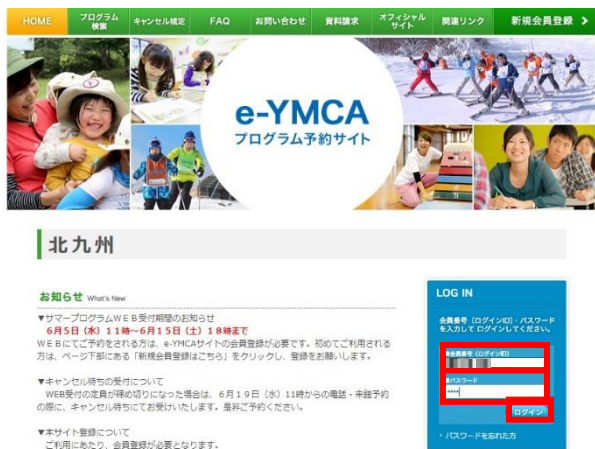 HOME
プログラム
検索
キャンセル規定
FAQ
お問い合わせ
資料請求
オフィシャル
サイト
関連リンク
新規会員登録 >
e-YMCA
プログラム予約サイト
北九州
お知らせ What's New
▼サマープログラムWEB受付期間のお知らせ
6月5日(水)11時~6月15日(土)18時まで
WEBにてご予約をされる方は、e-YMCAサイトの会員登録が必要です。初めてご利用される
方は、ページ下部にある「新規会員登録はこちら」をクリックし、登録をお願いします。
▼キャンセル待ちの受付について
WEB受付の定員が締め切りになった場合は、6月19日(水)11時からの電話・来館予約
の際に、キャンセル待ちにてお受けいたします。是非ご予約ください。
▼本サイト登録について
ご利用にあたり、会員登録が必要となります。
LOG IN
会員番号(ログインID)・パスワード
を入力して ログインしてください。
■会員番号(ログインID)
■パスワード
****
ログイン
> パスワードを忘れた方